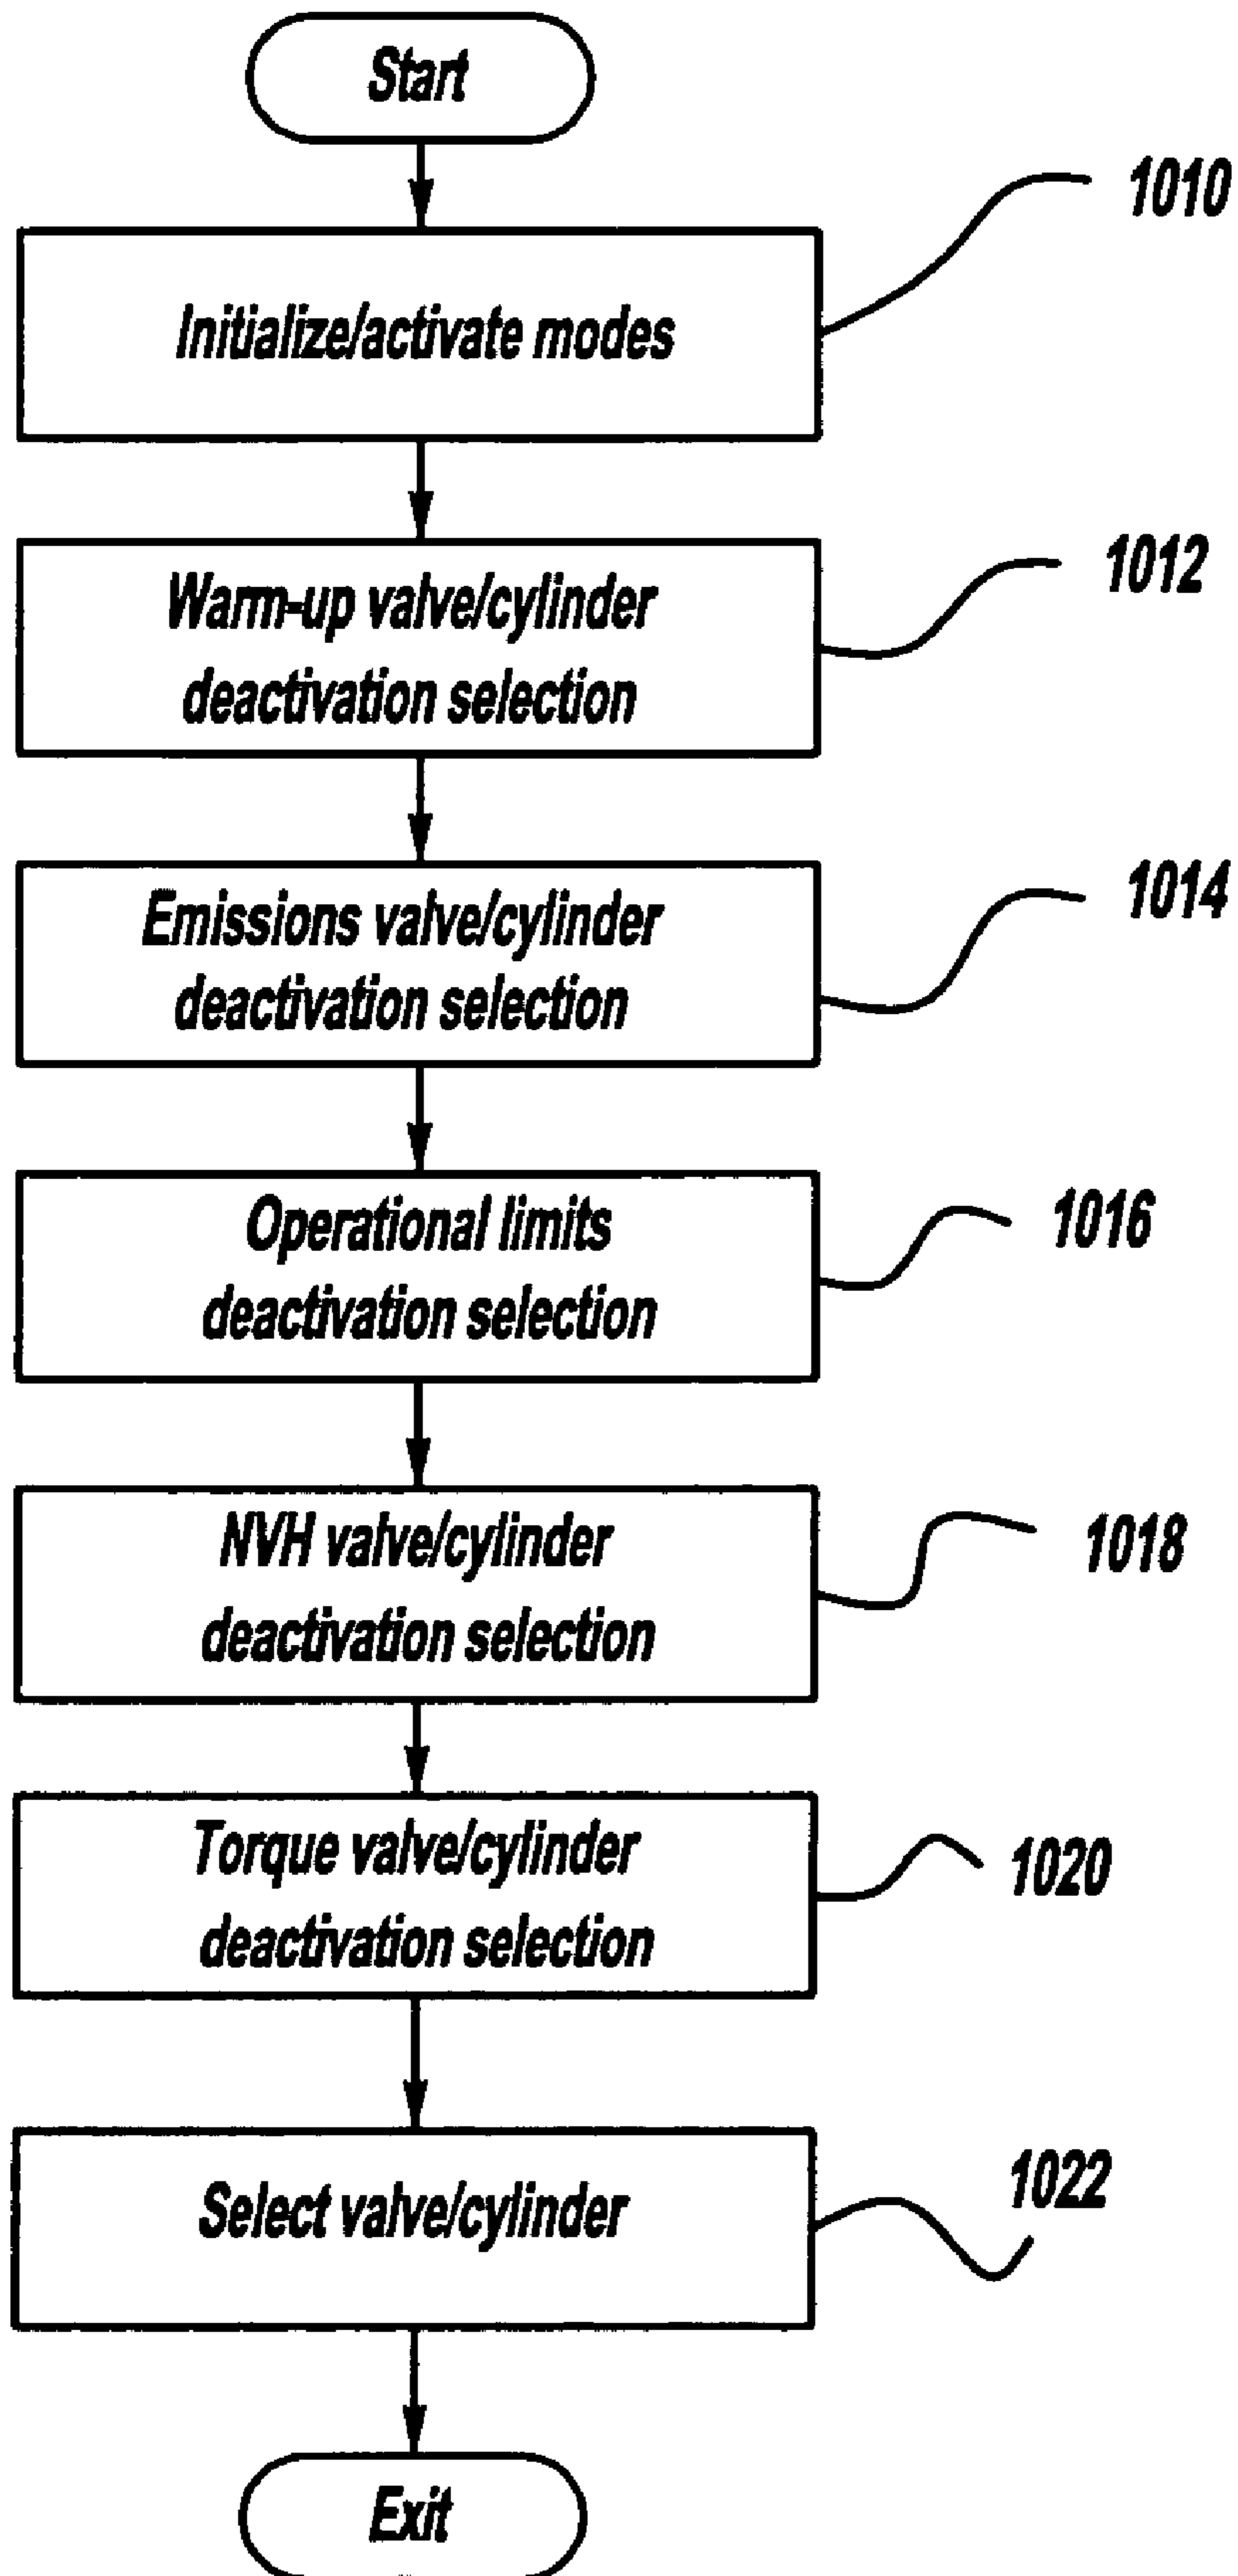 Start
1010
Initialize/activate modes
1012
Warm-up valve/cylinder
deactivation selection
1014
Emissions valve/cylinder
deactivation selection
1016
Operational limits
deactivation selection
1018
NVH valve/cylinder
deactivation selection
1020
Torque valve/cylinder
deactivation selection
1022
Select valve/cylinder
Exit